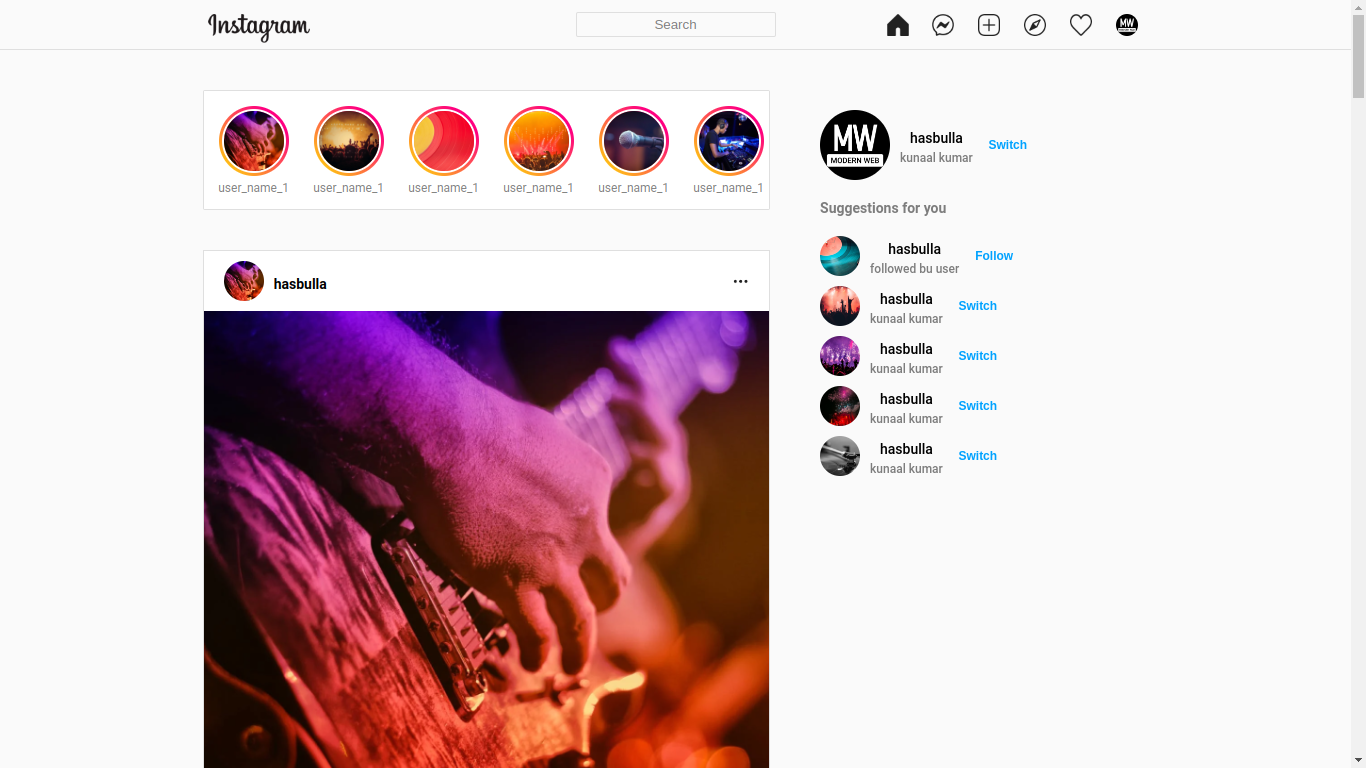 Instagram
Search
MW
user_name_1
user_name_1
user_name_1
user_name_1
user_name_1
user_name_1
MW
MODERN WEB
hasbulla
kunaal kumar
Switch
Suggestions for you
hasbulla
followed bu user
Follow
hasbulla
kunaal kumar
Switch
hasbulla
kunaal kumar
Switch
hasbulla
kunaal kumar
Switch
hasbulla
kunaal kumar
Switch
hasbulla